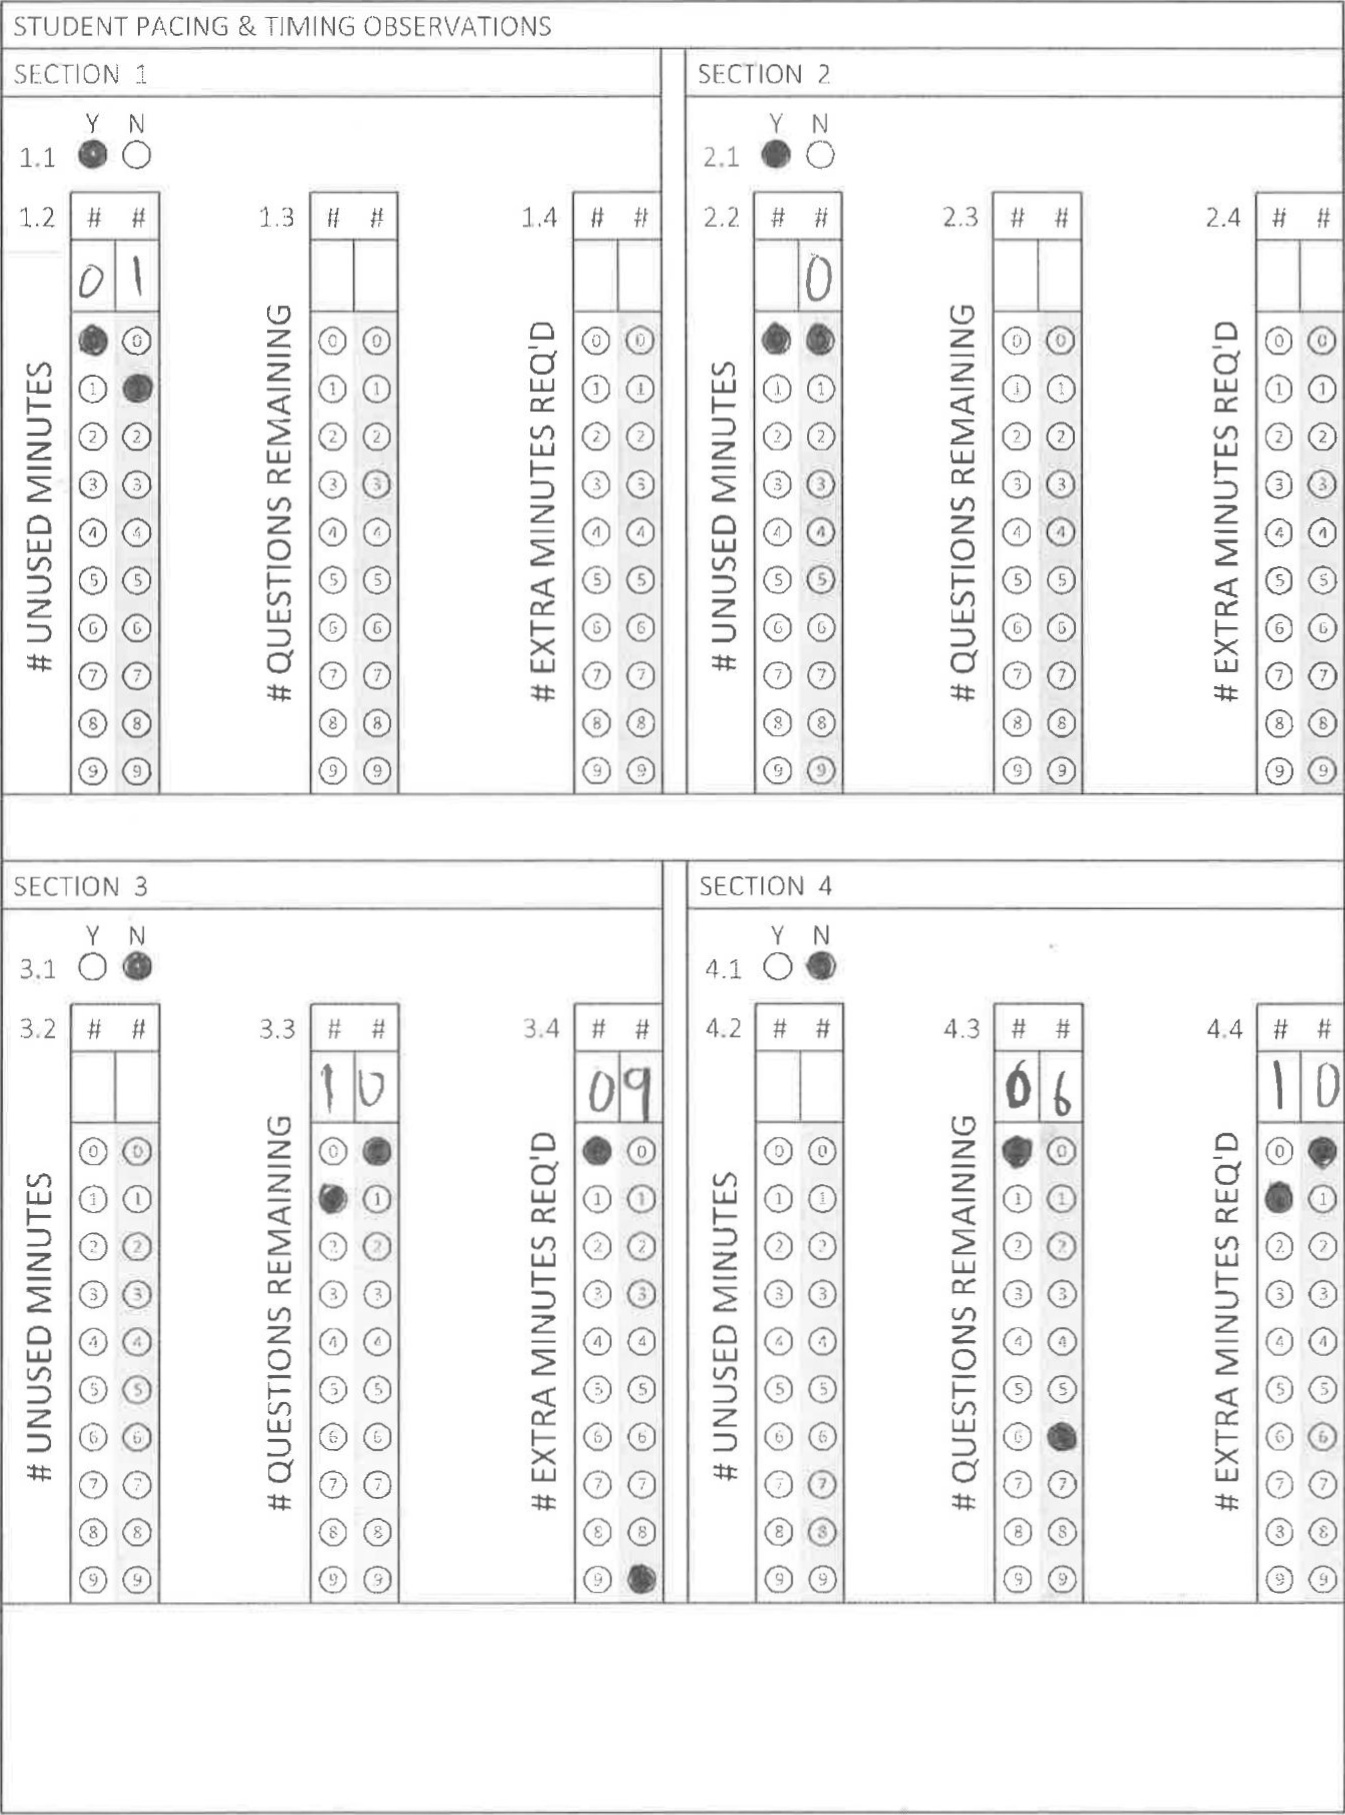 STUDENT PACING & TIMING OBSERVATIONS
SECTION 1
Y N
1.1
1.2 # # 1.3 # # 1.4 # #
0 1
# UNUSED MINUTES
# QUESTIONS REMAINING
# EXTRA MINUTES REQ'D
0 0 0 0 0
1 1 1 1 1
2 2 2 2 2 2
3 3 3 3 3 3
4 4 4 4 4 4
5 5 5 5 5 5
6 6 6 6 6 6
7 7 7 7 7 7
8 8 8 8 8 8
9 9 9 9 9 9
SECTION 2
Y N
2.1
2.2 # # 2.3 # # 2.4 # #
0
# UNUSED MINUTES
# QUESTIONS REMAINING
# EXTRA MINUTES REQ'D
0 0 0 0
1 1 1 1 1 1
2 2 2 2 2 2
3 3 3 3 3 3
4 4 4 4 4 4
5 5 5 5 5 5
6 6 6 6 6 6
7 7 7 7 7 7
8 8 8 8 8 8
9 9 9 9 9 9
SECTION 3
Y N
3.1
3.2 # # 3.3 # # 3.4 # #
1 0 0 9
# UNUSED MINUTES
# QUESTIONS REMAINING
# EXTRA MINUTES REQ'D
0 0 0 0
1 1 1 1 1
2 2 2 2 2 2
3 3 3 3 3 3
4 4 4 4 4 4
5 5 5 5 5 5
6 6 6 6 6 6
7 7 7 7 7 7
8 8 8 8 8 8
9 9 9 9 9
SECTION 4
Y N
4.1
4.2 # # 4.3 # # 4.4 # #
0 6 1 0
# UNUSED MINUTES
# QUESTIONS REMAINING
# EXTRA MINUTES REQ'D
0 0 0 0
1 1 1 1 1
2 2 2 2 2 2
3 3 3 3 3 3
4 4 4 4 4 4
5 5 5 5 5 5
6 6 6 6 6
7 7 7 7 7 7
8 8 8 8 8 8
9 9 9 9 9 9